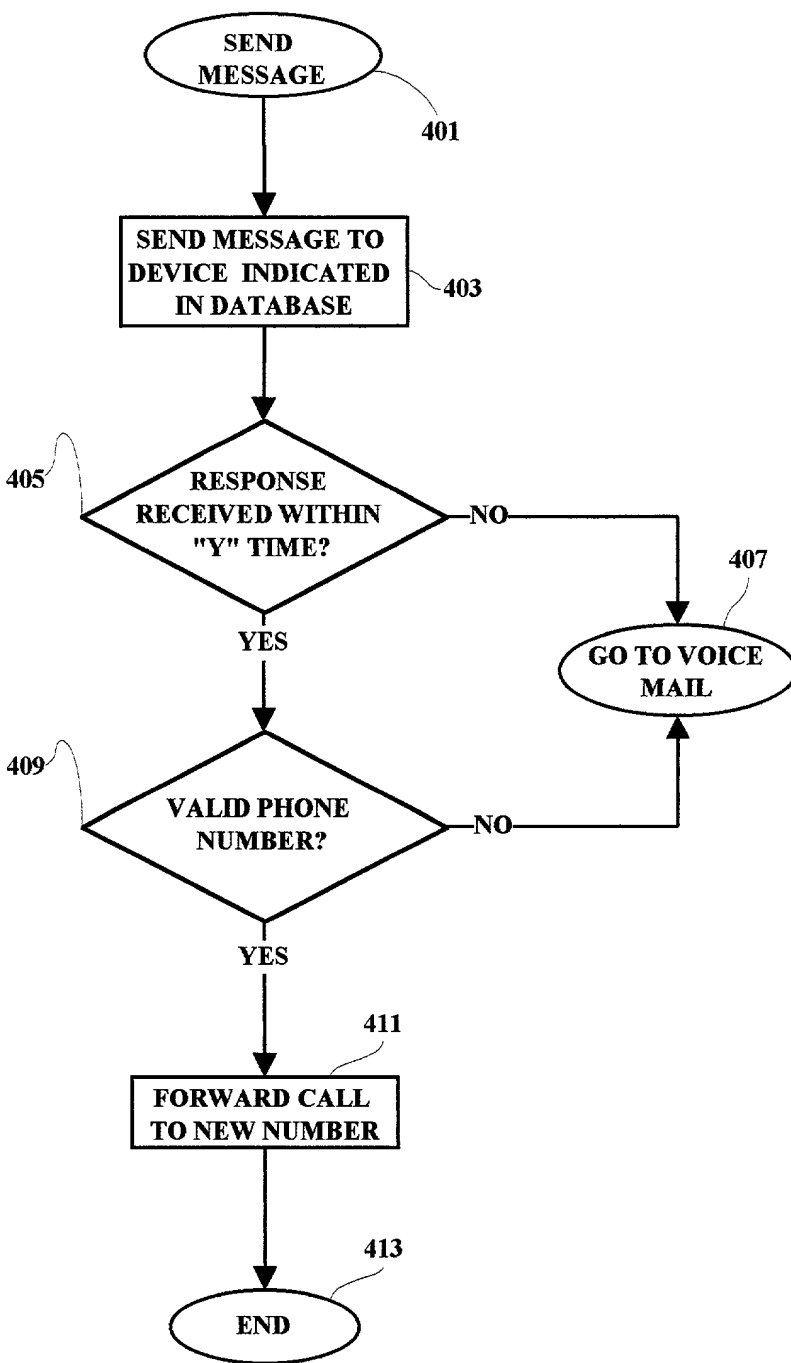 SEND
MESSAGE
401
SEND MESSAGE TO
DEVICE INDICATED
IN DATABASE
403
405
RESPONSE
RECEIVED WITHIN
"Y" TIME?
NO
YES
407
GO TO VOICE
MAIL
409
VALID PHONE
NUMBER?
NO
YES
411
FORWARD CALL
TO NEW NUMBER
413
END